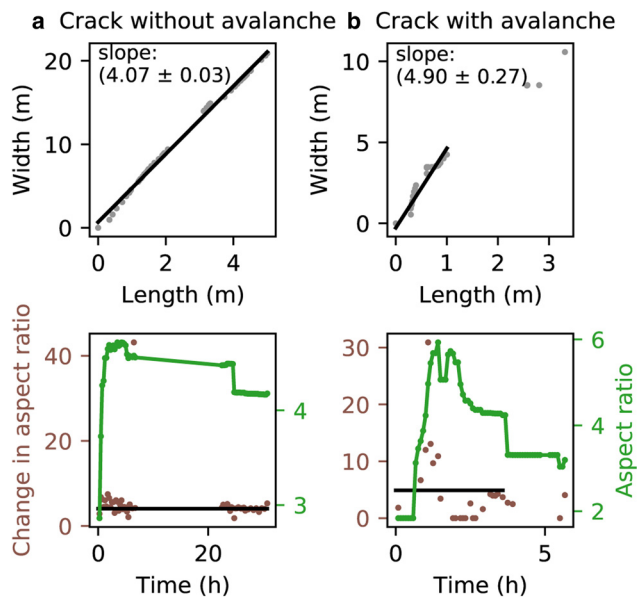 a Crack without avalanche
b Crack with avalanche
slope:
(4.07 ± 0.03)
Width (m)
20
10
0
0 2 4
Length (m)
slope:
(4.90 ± 0.27)
Width (m)
10
5
0
0 1 2 3
Length (m)
Change in aspect ratio
40
20
0
4
3
0 20
Time (h)
30
20
10
0
6
4
2
Aspect ratio
0 5
Time (h)